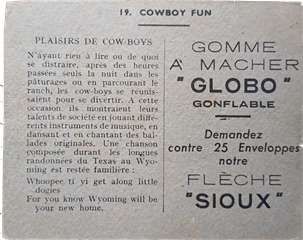 19. COWBOY FUN
PLAISIRS DE COW-BOYS
N'ayant rien à lire ou de quoi
se distraire, après des heures
passées seuls la nuit dans les
pâturages ou en parcourant le
ranch, les cow-boys se reunis-
saient pour se divertir. A cette
occasion ils montraient leurs
talents de société en jouant diffé-
rents instruments de musique, en
dansant et en chantant des bal-
lades originales. Une chanson
composée durant les longues
randonnées du Texas au Wyo-
ming est restée familière :
Whoopee ti yi get along little
dogies
For you know Wyoming will be
your new home.
GOMME
A MACHER
"GLOBO"
GONFLABLE
Demandez
contre 25 Enveloppes
notre
FLÈCHE
"SIOUX"